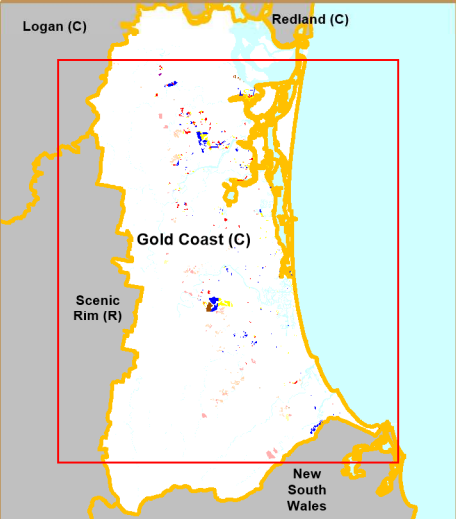 Redland (C)
Logan (C)
Gold Coast (C)
Scenic
Rim (R)
New
South
Wales